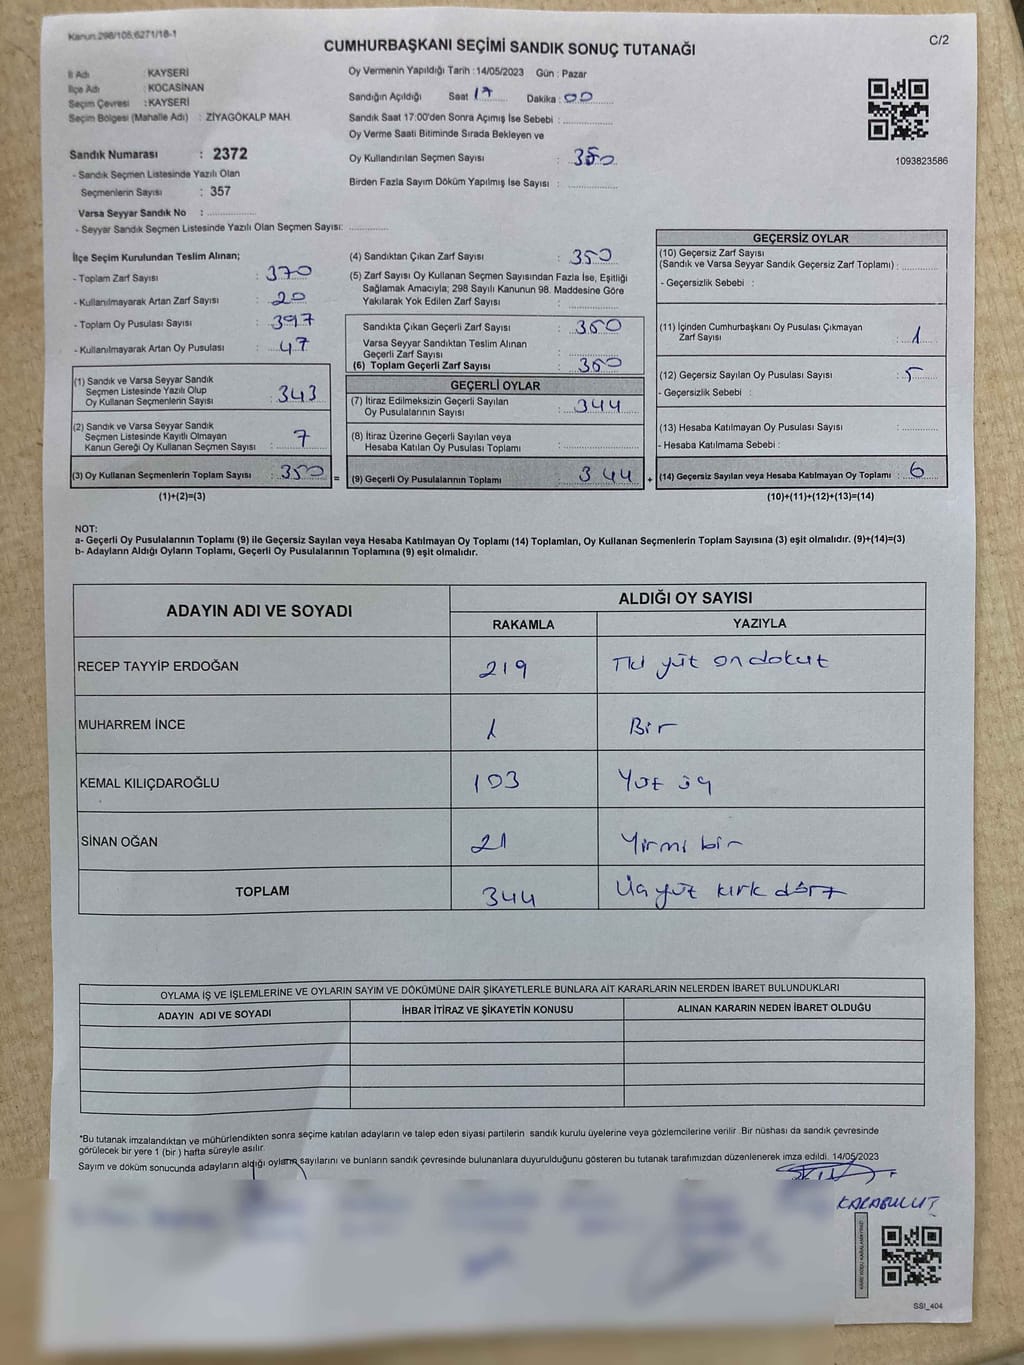 Kanun:298/105,6271/18-1
C/2
CUMHURBAŞKANI SEÇİMİ SANDIK SONUÇ TUTANAĞI
İl Adı : KAYSERİ
İlçe Adı : KOCASİNAN
Seçim Çevresi : KAYSERİ
Seçim Bölgesi (Mahalle Adı) : ZİYAGÖKALP MAH.
Sandık Numarası : 2372
- Sandık Seçmen Listesinde Yazılı Olan
Seçmenlerin Sayısı : 357
Varsa Seyyar Sandık No : ..............
- Seyyar Sandık Seçmen Listesinde Yazılı Olan Seçmen Sayısı: ............
Oy Vermenin Yapıldığı Tarih : 14/05/2023 Gün : Pazar
Sandığın Açıldığı Saat 17 Dakika : 00
Sandık Saat 17:00'den Sonra Açımış İse Sebebi : ..............
Oy Verme Saati Bitiminde Sırada Bekleyen ve
Oy Kullandırılan Seçmen Sayısı : 350
Birden Fazla Sayım Döküm Yapılmış İse Sayısı : ..............
1093823586
İlçe Seçim Kurulundan Teslim Alınan;
- Toplam Zarf Sayısı : 370
- Kullanılmayarak Artan Zarf Sayısı : 20
- Toplam Oy Pusulası Sayısı : 397
- Kullanılmayarak Artan Oy Pusulası : 47
(1) Sandık ve Varsa Seyyar Sandık
Seçmen Listesinde Yazılı Olup
Oy Kullanan Seçmenlerin Sayısı : 343
(2) Sandık ve Varsa Seyyar Sandık
Seçmen Listesinde Kayıtlı Olmayan
Kanun Gereği Oy Kullanan Seçmen Sayısı : 7
(3) Oy Kullanan Seçmenlerin Toplam Sayısı : 350
(1)+(2)=(3)
=
(4) Sandıktan Çıkan Zarf Sayısı : 350
(5) Zarf Sayısı Oy Kullanan Seçmen Sayısından Fazla İse, Eşitliği
Sağlamak Amacıyla; 298 Sayılı Kanunun 98. Maddesine Göre
Yakılarak Yok Edilen Zarf Sayısı : ..............
Sandıkta Çıkan Geçerli Zarf Sayısı : 350
Varsa Seyyar Sandıktan Teslim Alınan
Geçerli Zarf Sayısı : ..............
(6) Toplam Geçerli Zarf Sayısı : 350
GEÇERLİ OYLAR
(7) İtiraz Edilmeksizin Geçerli Sayılan
Oy Pusulalarının Sayısı : 344
(8) İtiraz Üzerine Geçerli Sayılan veya
Hesaba Katılan Oy Pusulası Toplamı : ..............
(9) Geçerli Oy Pusulalarının Toplamı : 344
+
GEÇERSİZ OYLAR
(10) Geçersiz Zarf Sayısı
(Sandık ve Varsa Seyyar Sandık Geçersiz Zarf Toplamı) : ............
- Geçersizlik Sebebi :
(11) İçinden Cumhurbaşkanı Oy Pusulası Çıkmayan
Zarf Sayısı : 1
(12) Geçersiz Sayılan Oy Pusulası Sayısı : 5
- Geçersizlik Sebebi :
(13) Hesaba Katılmayan Oy Pusulası Sayısı : ............
- Hesaba Katılmama Sebebi :
(14) Geçersiz Sayılan veya Hesaba Katılmayan Oy Toplamı : 6
(10)+(11)+(12)+(13)=(14)
NOT:
a- Geçerli Oy Pusulalarının Toplamı (9) ile Geçersiz Sayılan veya Hesaba Katılmayan Oy Toplamı (14) Toplamları, Oy Kullanan Seçmenlerin Toplam Sayısına (3) eşit olmalıdır. (9)+(14)=(3)
b- Adayların Aldığı Oyların Toplamı, Geçerli Oy Pusulalarının Toplamına (9) eşit olmalıdır.
ADAYIN ADI VE SOYADI
ALDIĞI OY SAYISI
RAKAMLA YAZIYLA
RECEP TAYYİP ERDOĞAN 219 İki yüz on dokuz
MUHARREM İNCE 1 Bir
KEMAL KILIÇDAROĞLU 103 Yüz üç
SİNAN OĞAN 21 Yirmi bir
TOPLAM 344 Üçyüz kırk dört
OYLAMA İŞ VE İŞLEMLERİNE VE OYLARIN SAYIM VE DÖKÜMÜNE DAİR ŞİKAYETLERLE BUNLARA AİT KARARLARIN NELERDEN İBARET BULUNDUKLARI
ADAYIN ADI VE SOYADI İHBAR İTİRAZ VE ŞİKAYETİN KONUSU ALINAN KARARIN NEDEN İBARET OLDUĞU
*Bu tutanak imzalandıktan ve mühürlendikten sonra seçime katılan adayların ve talep eden siyasi partilerin sandık kurulu üyelerine veya gözlemcilerine verilir. Bir nüshası da sandık çevresinde
görülecek bir yere 1 (bir) hafta süreyle asılır.
Sayım ve döküm sonucunda adayların aldığı oyların sayılarını ve bunların sandık çevresinde bulunanlara duyurulduğunu gösteren bu tutanak tarafımızdan düzenlenerek imza edildi. 14/05/2023
KARABULUT
SSI_404